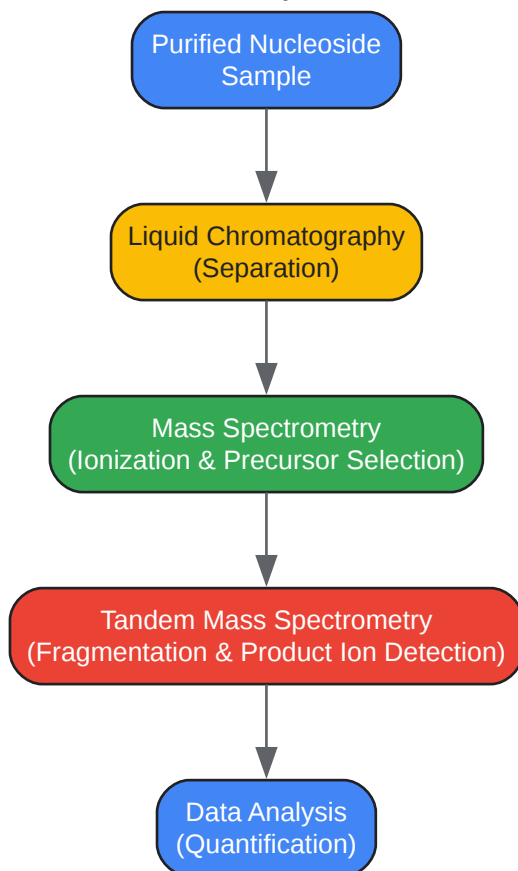 Purified Nucleoside
Sample
Liquid Chromatography
(Separation)
Mass Spectrometry
(Ionization & Precursor Selection)
Tandem Mass Spectrometry
(Fragmentation & Product Ion Detection)
Data Analysis
(Quantification)